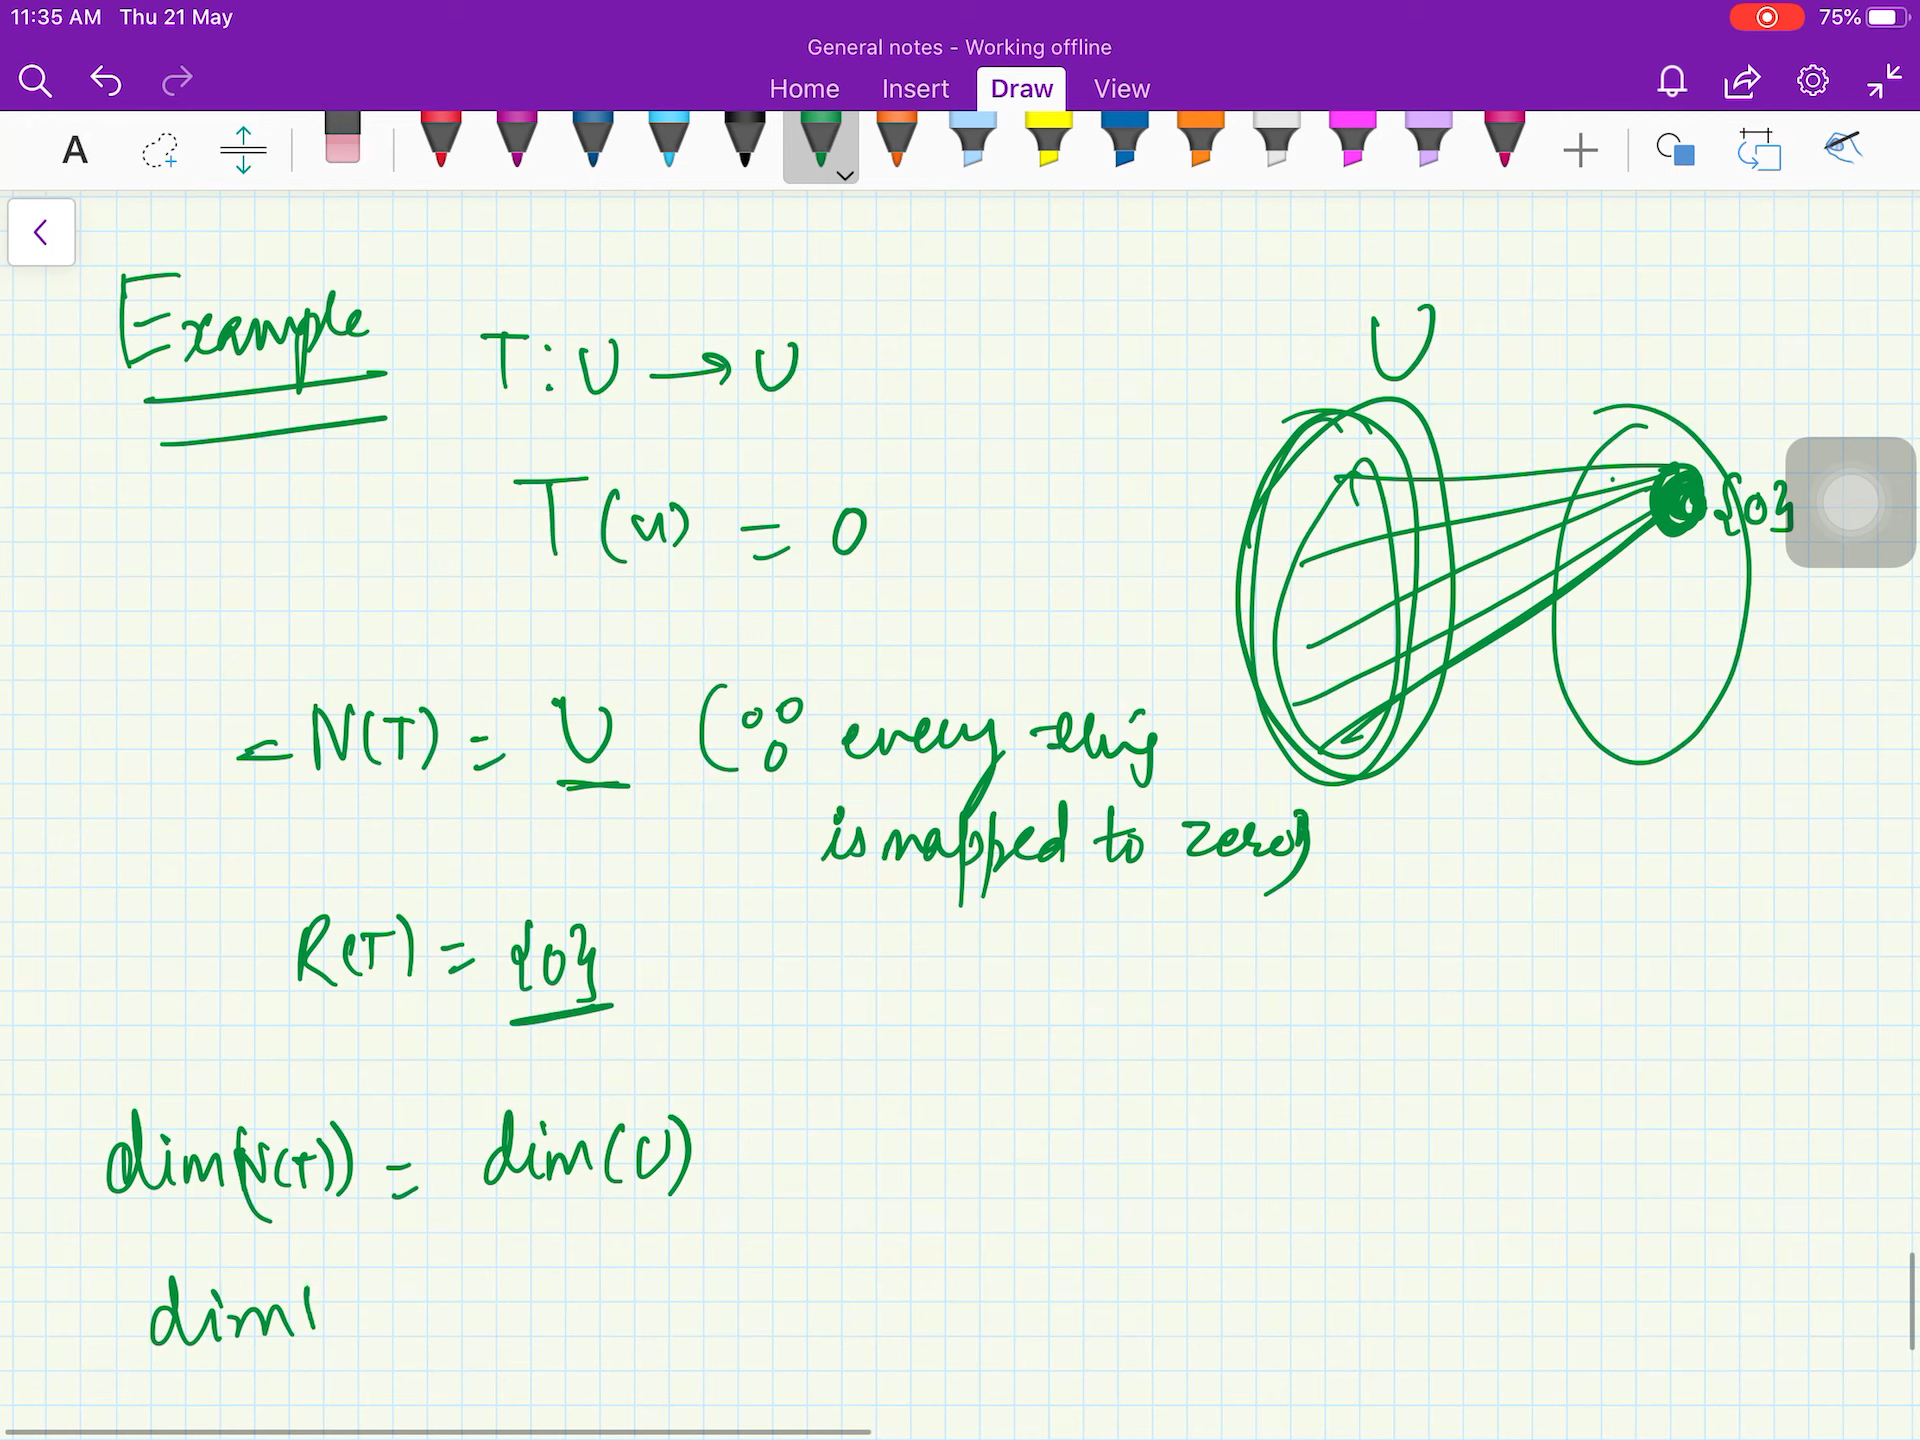 11:35 AM Thu 21 May
75%
General notes - Working offline
Home Insert Draw View
A
Example T : U → U
U
T(u) = 0
{0}
N(T) = U (∵ every thing
is mapped to zero)
R(T) = {0}
dim(N(T)) = dim(U)
dim(